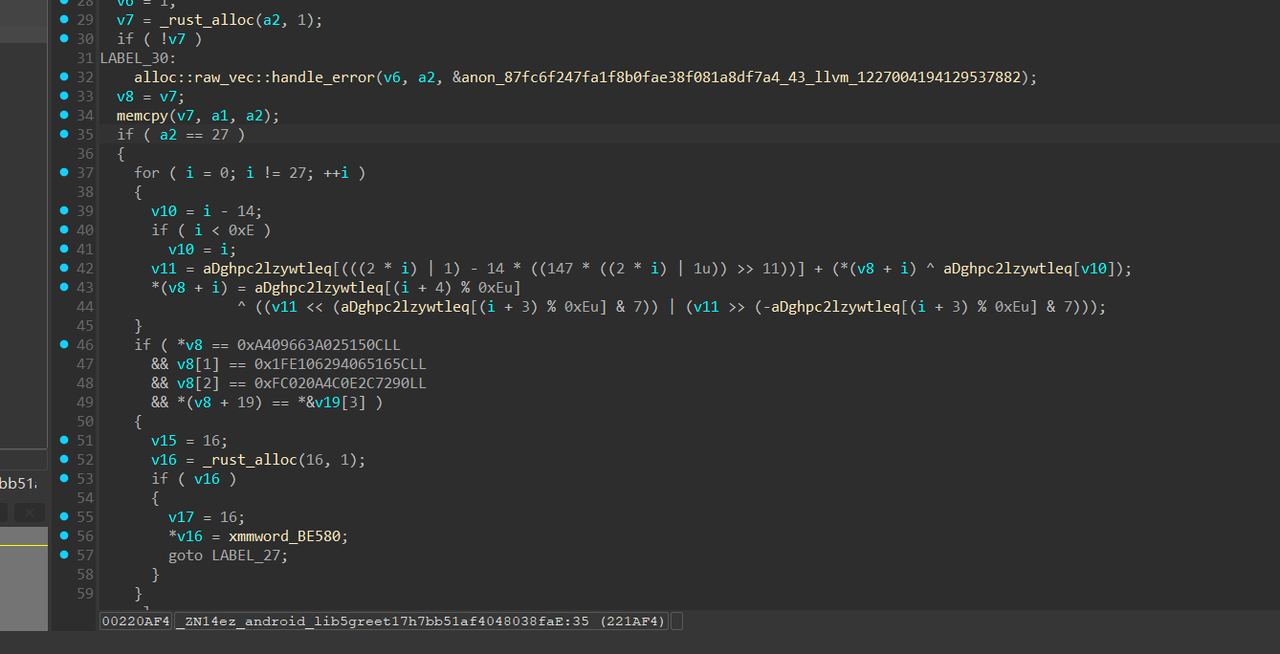 28 v6 = 1;
29 v7 = _rust_alloc(a2, 1);
30 if ( !v7 )
31 LABEL_30:
32 alloc::raw_vec::handle_error(v6, a2, &anon_87fc6f247fa1f8b0fae38f081a8df7a4_43_llvm_1227004194129537882);
33 v8 = v7;
34 memcpy(v7, a1, a2);
35 if ( a2 == 27 )
36 {
37 for ( i = 0; i != 27; ++i )
38 {
39 v10 = i - 14;
40 if ( i < 0xE )
41 v10 = i;
42 v11 = aDghpc2lzywtleq[(((2 * i) | 1) - 14 * ((147 * ((2 * i) | 1u)) >> 11))] + (*(v8 + i) ^ aDghpc2lzywtleq[v10]);
43 *(v8 + i) = aDghpc2lzywtleq[(i + 4) % 0xEu]
44 ^ ((v11 << (aDghpc2lzywtleq[(i + 3) % 0xEu] & 7)) | (v11 >> (-aDghpc2lzywtleq[(i + 3) % 0xEu] & 7)));
45 }
46 if ( *v8 == 0xA409663A025150CLL
47 && v8[1] == 0x1FE106294065165CLL
48 && v8[2] == 0xFC020A4C0E2C7290LL
49 && *(v8 + 19) == *&v19[3] )
50 {
51 v15 = 16;
52 v16 = _rust_alloc(16, 1);
53 if ( v16 )
54 {
55 v17 = 16;
56 *v16 = xmmword_BE580;
57 goto LABEL_27;
58 }
59 }
00220AF4 _ZN14ez_android_lib5greet17h7bb51af4048038faE:35 (221AF4)